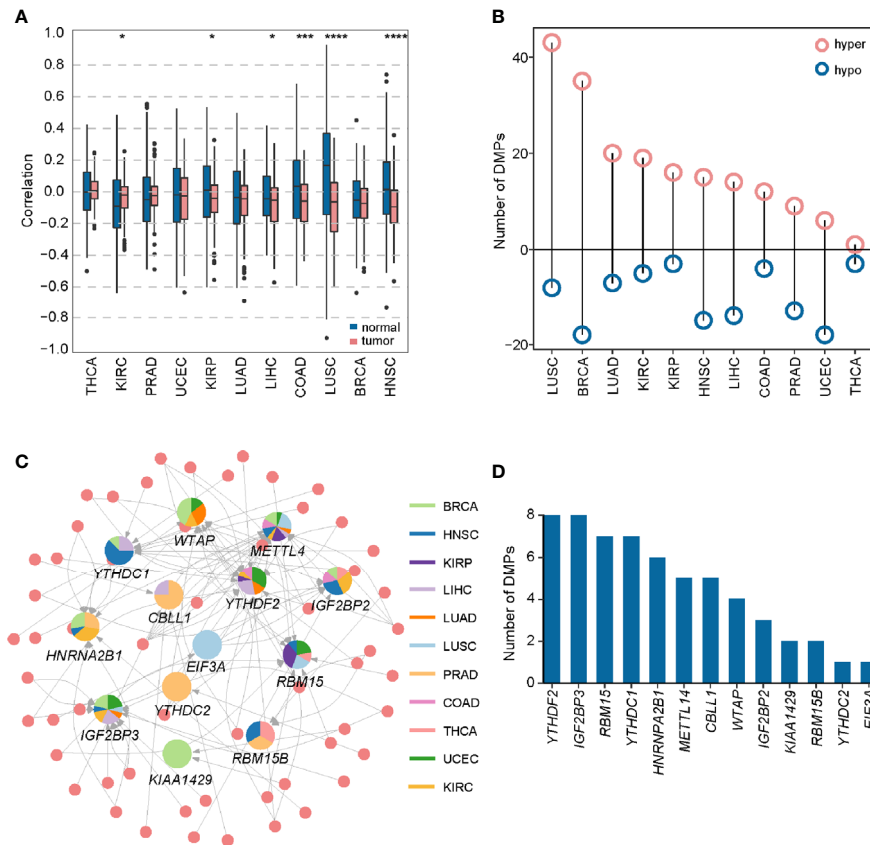 A
1.0
0.8
0.6
0.4
0.2
0.0
−0.2
−0.4
−0.6
−0.8
−1.0
Correlation
* * * *** **** ****
normal
tumor
THCA KIRC PRAD UCEC KIRP LUAD LIHC COAD LUSC BRCA HNSC
B
40
20
0
−20
Number of DMPs
hyper
hypo
LUSC BRCA LUAD KIRC KIRP HNSC LIHC COAD PRAD UCEC THCA
C
WTAP
METTL4
YTHDC1
YTHDF2
IGF2BP2
CBLL1
HNRNA2B1
EIF3A
RBM15
YTHDC2
IGF2BP3
RBM15B
KIAA1429
BRCA
HNSC
KIRP
LIHC
LUAD
LUSC
PRAD
COAD
THCA
UCEC
KIRC
D
8
6
4
2
0
Number of DMPs
YTHDF2 IGF2BP3 RBM15 YTHDC1 HNRNPA2B1 METTL14 CBLL1 WTAP IGF2BP2 KIAA1429 RBM15B YTHDC2 EIF3A